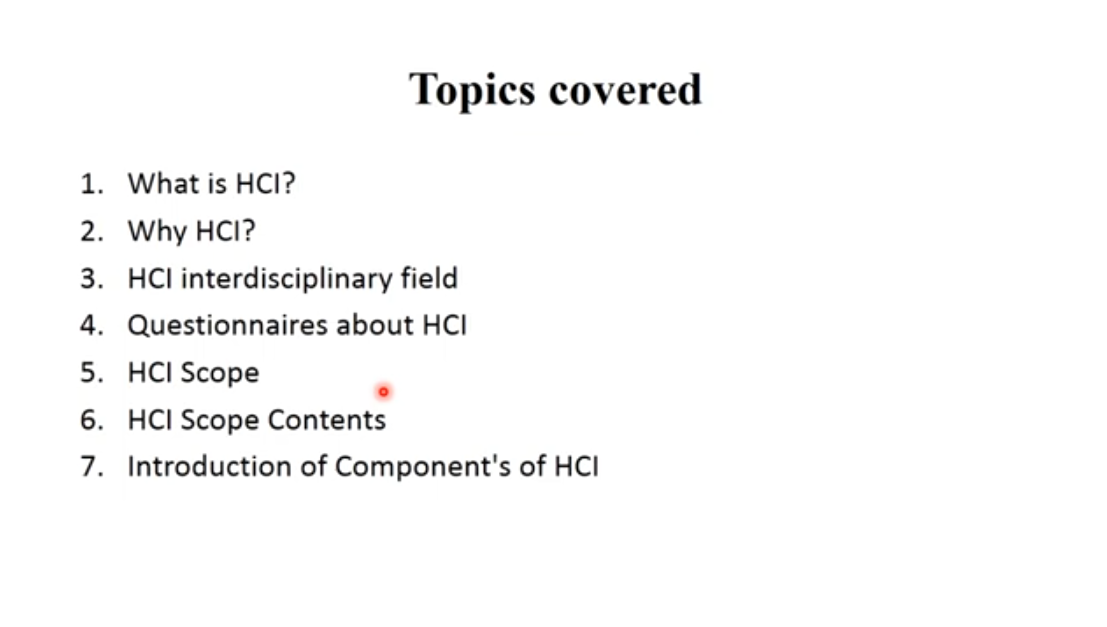 Topics covered
1. What is HCI?
2. Why HCI?
3. HCI interdisciplinary field
4. Questionnaires about HCI
5. HCI Scope
6. HCI Scope Contents
7. Introduction of Component's of HCI